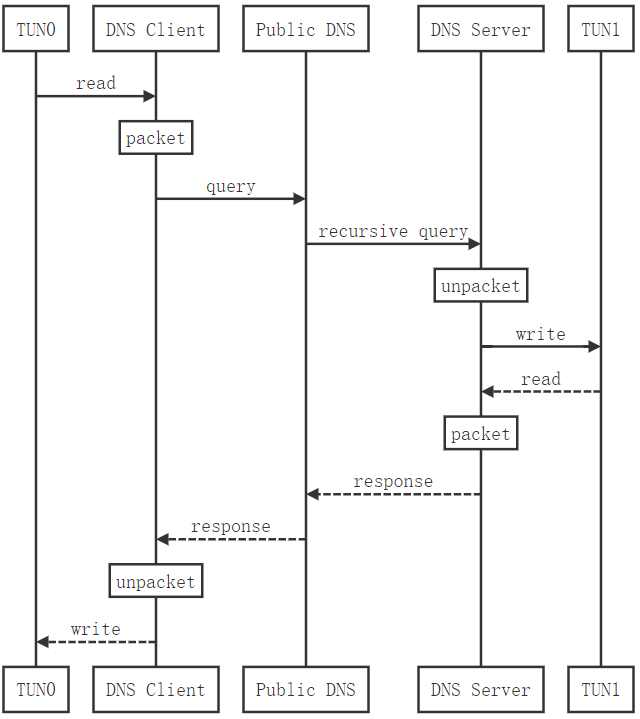 TUN0 DNS Client Public DNS DNS Server TUN1
read
packet
query
recursive query
unpacket
write
read
packet
response
response
unpacket
write
TUN0 DNS Client Public DNS DNS Server TUN1